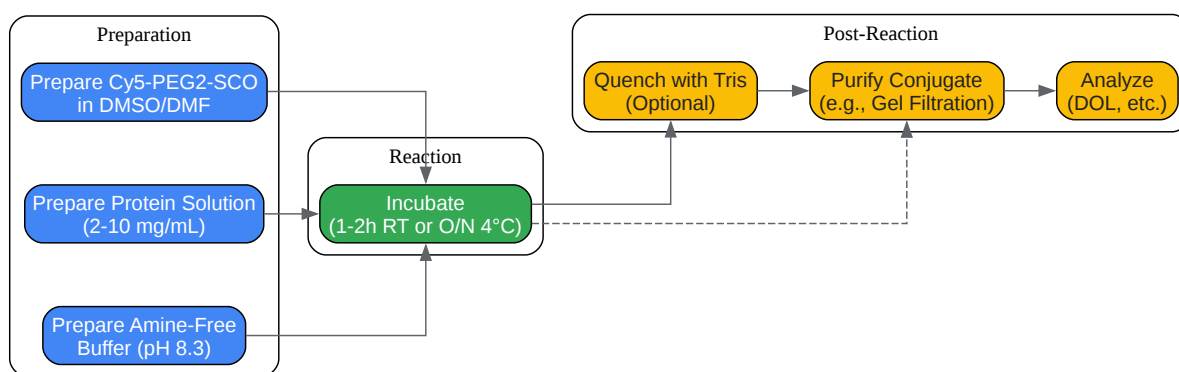 Preparation
Prepare Cy5-PEG2-SCO
in DMSO/DMF
Prepare Protein Solution
(2-10 mg/mL)
Prepare Amine-Free
Buffer (pH 8.3)
Reaction
Incubate
(1-2h RT or O/N 4°C)
Post-Reaction
Quench with Tris
(Optional)
Purify Conjugate
(e.g., Gel Filtration)
Analyze
(DOL, etc.)